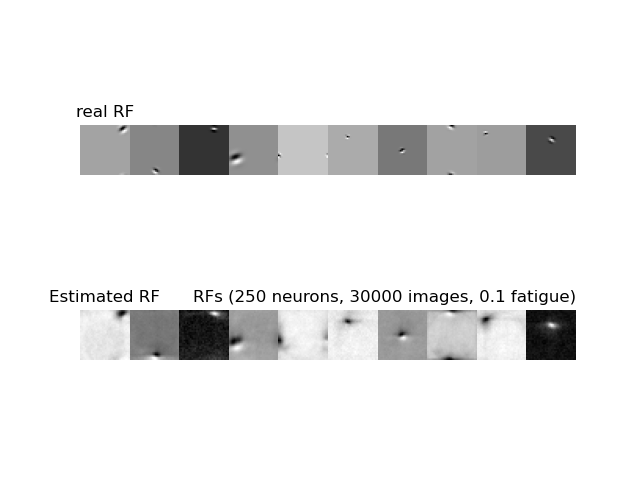 real RF
Estimated RF
RFs (250 neurons, 30000 images, 0.1 fatigue)